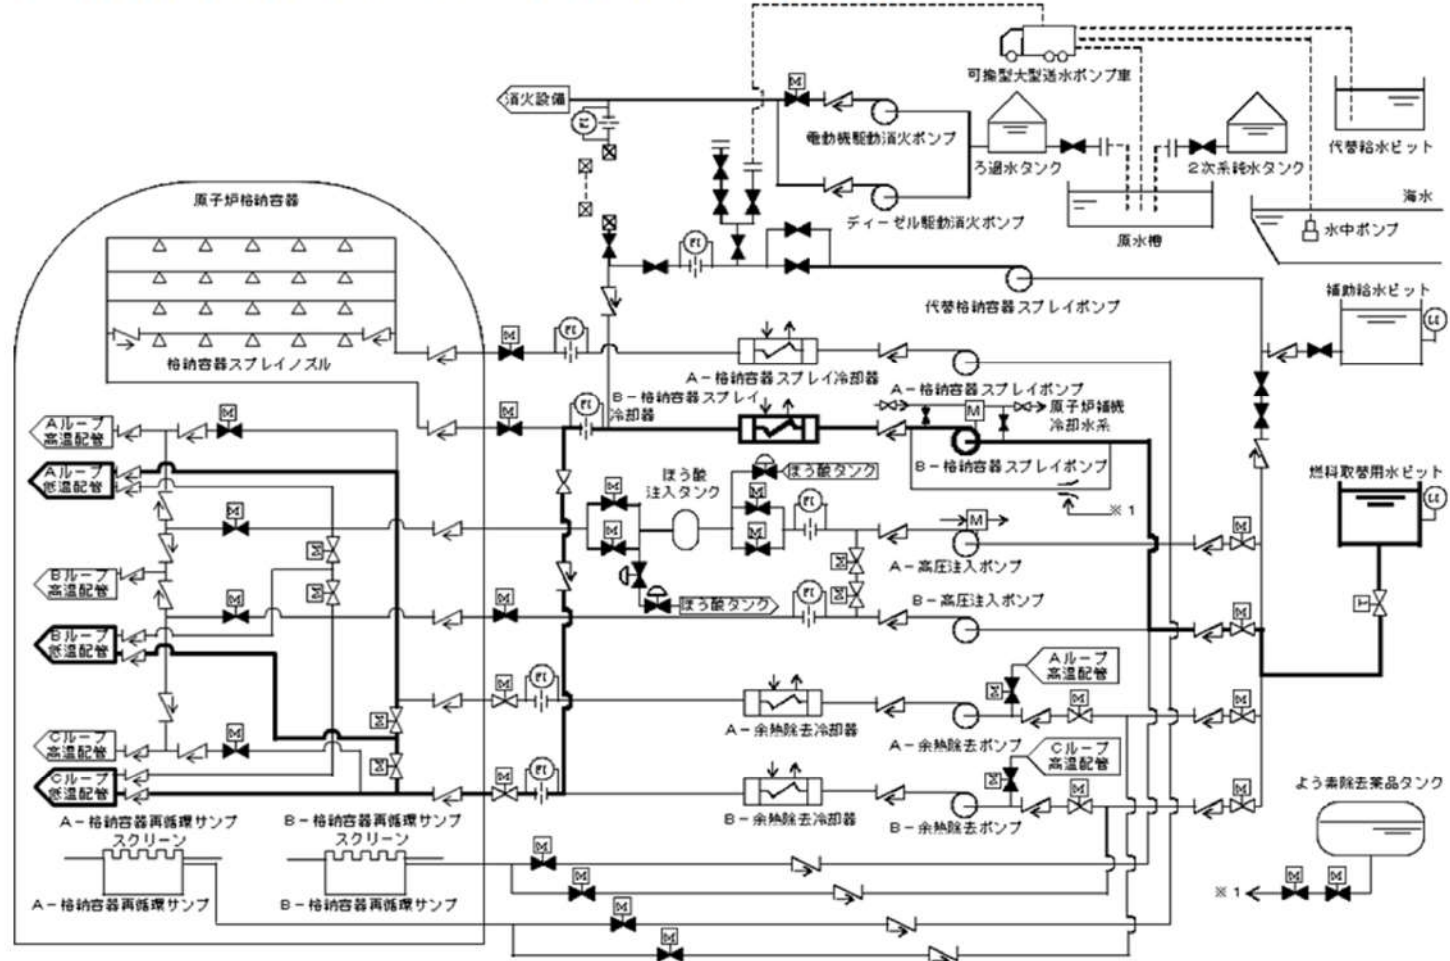 可搬型大型送水ポンプ車
消火設備
M
電動機駆動消火ポンプ
ろ過水タンク
2次系純水タンク
代替給水ピット
海水
原子炉格納容器
ディーゼル駆動消火ポンプ
原水槽
水中ポンプ
FI
代替格納容器スプレイポンプ
補助給水ピット
LI
格納容器スプレイノズル
M
FI
A-格納容器スプレイ冷却器
A-格納容器スプレイポンプ
B-格納容器スプレイ
冷却器
M
原子炉補機
冷却水系
Aループ
高温配管
M
M
FI
B-格納容器スプレイポンプ
Aループ
低温配管
ほう酸
注入タンク
ほう酸タンク
燃料取替用水ピット
LI
M
M
M
FI
※1
M
M
M
M
M
A-高圧注入ポンプ
Bループ
高温配管
M
M
ほう酸タンク
FI
M
M
B-高圧注入ポンプ
T
M
M
M
Bループ
低温配管
Aループ
高温配管
M
FI
M
M
M
Cループ
高温配管
M
M
A-余熱除去冷却器
A-余熱除去ポンプ
Cループ
高温配管
Cループ
低温配管
M
M
FI
M
M
M
よう素除去薬品タンク
A-格納容器再循環サンプ
スクリーン
B-格納容器再循環サンプ
スクリーン
B-余熱除去冷却器
B-余熱除去ポンプ
M
M
※1
M
M
A-格納容器再循環サンプ
B-格納容器再循環サンプ
M
M